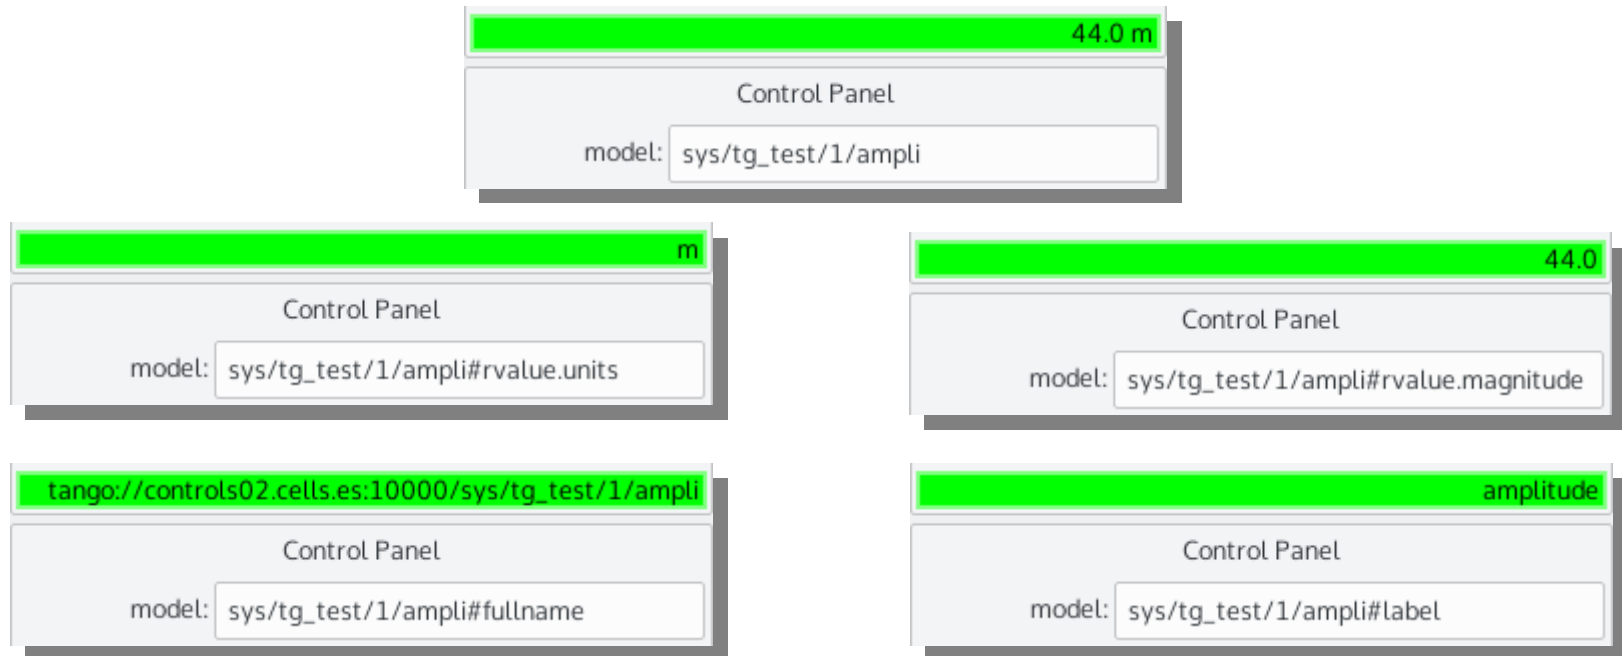 44.0 m
Control Panel
model: sys/tg_test/1/ampli
m
Control Panel
model: sys/tg_test/1/ampli#rvalue.units
44.0
Control Panel
model: sys/tg_test/1/ampli#rvalue.magnitude
tango://controls02.cells.es:10000/sys/tg_test/1/ampli
Control Panel
model: sys/tg_test/1/ampli#fullname
amplitude
Control Panel
model: sys/tg_test/1/ampli#label